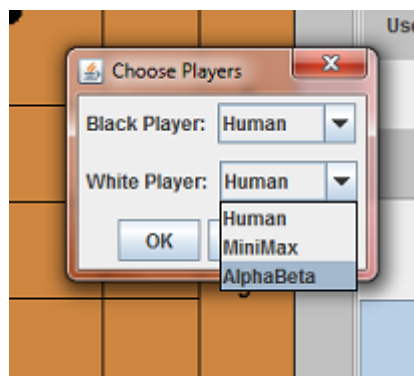 Use
Choose Players
Black Player: Human
White Player: Human
Human
MiniMax
AlphaBeta
OK